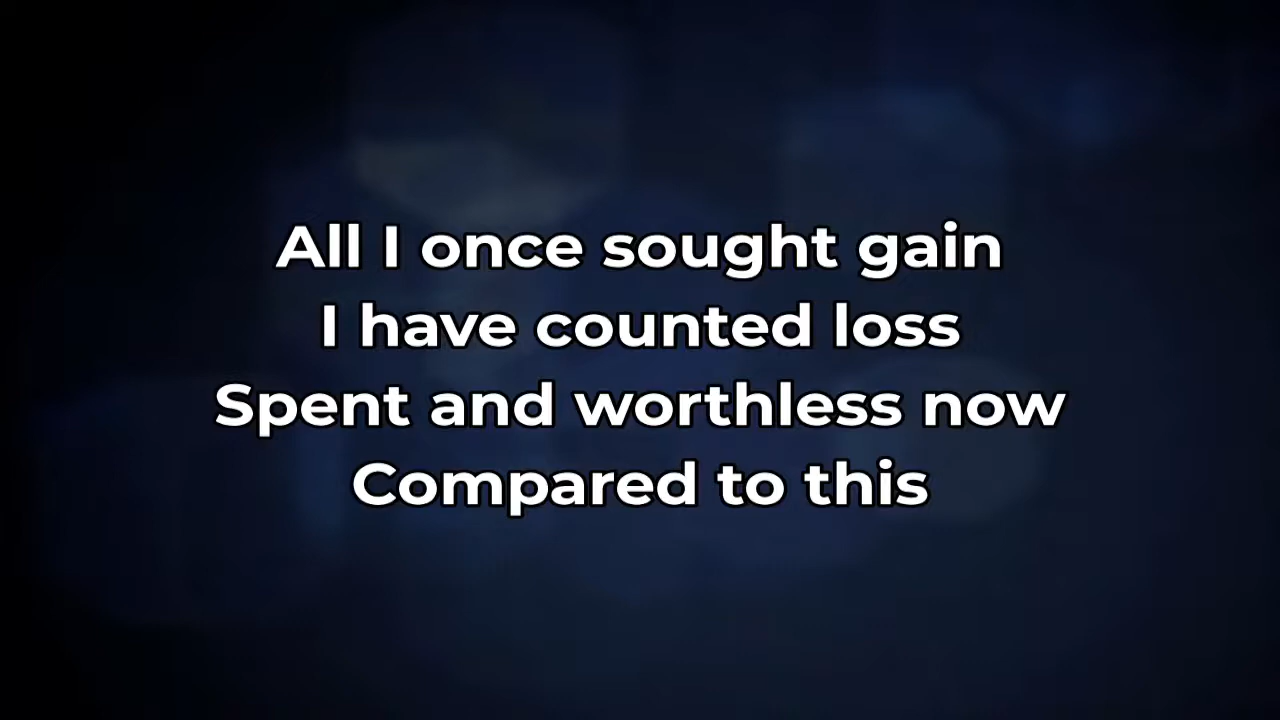 All I once sought gain
I have counted loss
Spent and worthless now
Compared to this